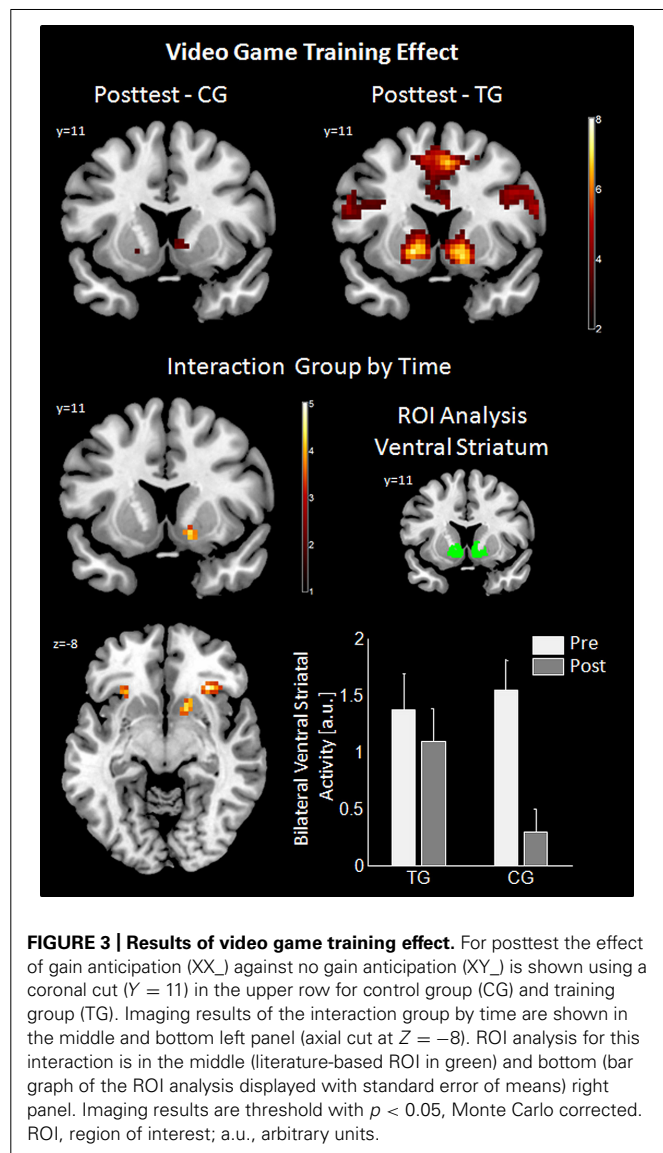 Video Game Training Effect
Posttest - CG
Posttest - TG
y=11
y=11
8
6
4
2
Interaction Group by Time
y=11
5
4
3
2
1
ROI Analysis
Ventral Striatum
y=11
z=-8
Bilateral Ventral Striatal
Activity [a.u.]
2
1.5
1
0.5
0
Pre
Post
TG
CG
FIGURE 3 | Results of video game training effect. For posttest the effect
of gain anticipation (XX_) against no gain anticipation (XY_) is shown using a
coronal cut (Y = 11) in the upper row for control group (CG) and training
group (TG). Imaging results of the interaction group by time are shown in
the middle and bottom left panel (axial cut at Z = −8). ROI analysis for this
interaction is in the middle (literature-based ROI in green) and bottom (bar
graph of the ROI analysis displayed with standard error of means) right
panel. Imaging results are threshold with p < 0.05, Monte Carlo corrected.
ROI, region of interest; a.u., arbitrary units.